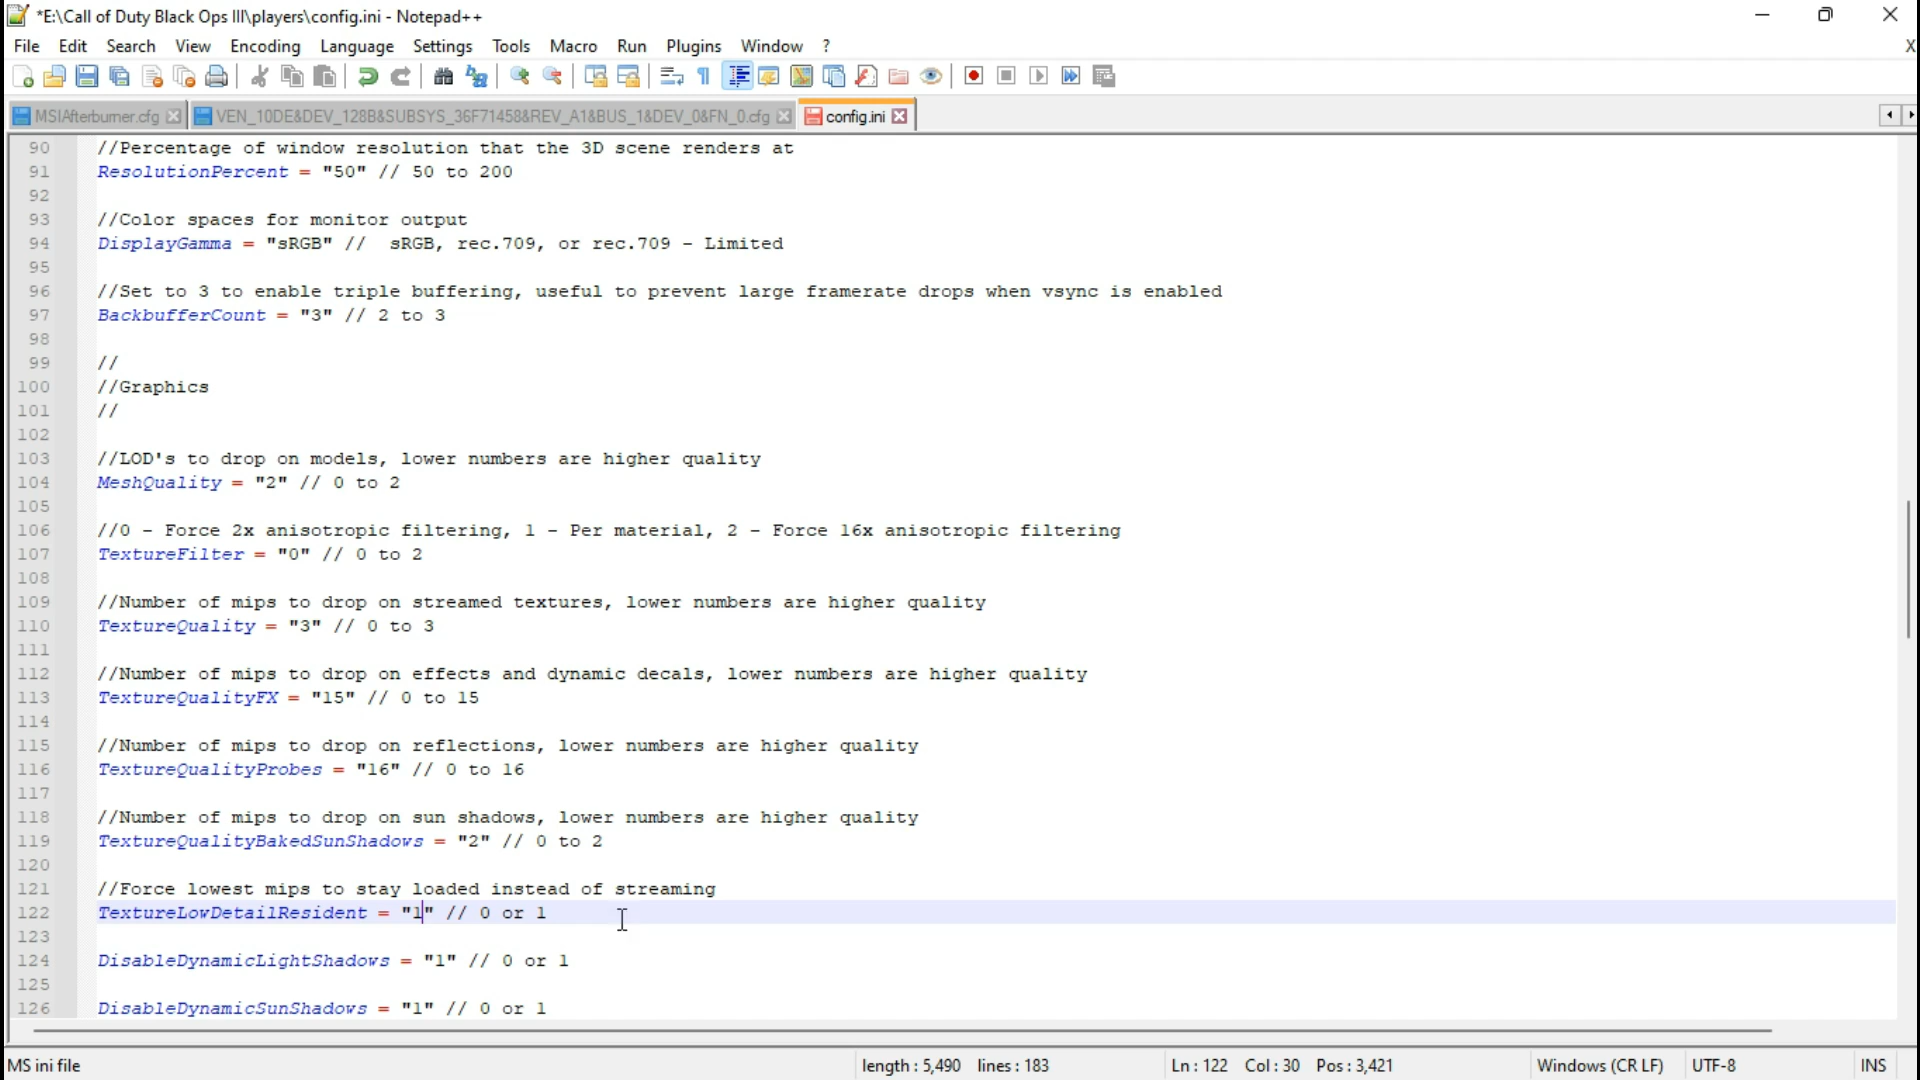 *E:\Call of Duty Black Ops III\players\config.ini - Notepad++
File Edit Search View Encoding Language Settings Tools Macro Run Plugins Window ? X
MSIAfterburner.cfg VEN_10DE&DEV_128B&SUBSYS_36F71458&REV_A1&BUS_1&DEV_0&FN_0.cfg config.ini
90 //Percentage of window resolution that the 3D scene renders at
91 ResolutionPercent = "50" // 50 to 200
92
93 //Color spaces for monitor output
94 DisplayGamma = "sRGB" //  sRGB, rec.709, or rec.709 - Limited
95
96 //Set to 3 to enable triple buffering, useful to prevent large framerate drops when vsync is enabled
97 BackbufferCount = "3" // 2 to 3
98
99 //
100 //Graphics
101 //
102
103 //LOD's to drop on models, lower numbers are higher quality
104 MeshQuality = "2" // 0 to 2
105
106 //0 - Force 2x anisotropic filtering, 1 - Per material, 2 - Force 16x anisotropic filtering
107 TextureFilter = "0" // 0 to 2
108
109 //Number of mips to drop on streamed textures, lower numbers are higher quality
110 TextureQuality = "3" // 0 to 3
111
112 //Number of mips to drop on effects and dynamic decals, lower numbers are higher quality
113 TextureQualityFX = "15" // 0 to 15
114
115 //Number of mips to drop on reflections, lower numbers are higher quality
116 TextureQualityProbes = "16" // 0 to 16
117
118 //Number of mips to drop on sun shadows, lower numbers are higher quality
119 TextureQualityBakedSunShadows = "2" // 0 to 2
120
121 //Force lowest mips to stay loaded instead of streaming
122 TextureLowDetailResident = "1" // 0 or 1
123
124 DisableDynamicLightShadows = "1" // 0 or 1
125
126 DisableDynamicSunShadows = "1" // 0 or 1
MS ini file length : 5,490 lines : 183 Ln : 122 Col : 30 Pos : 3,421 Windows (CR LF) UTF-8 INS